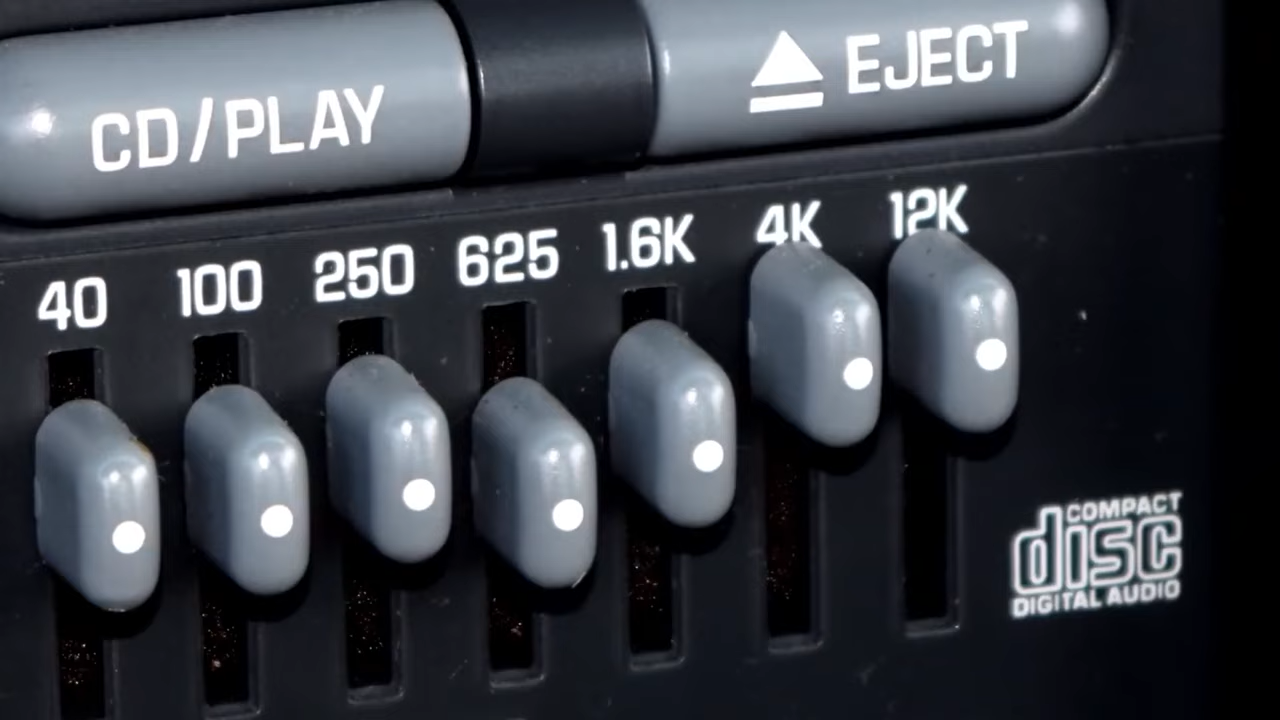 CD/PLAY
EJECT
40 100 250 625 1.6K 4K 12K
COMPACT
disc
DIGITAL AUDIO